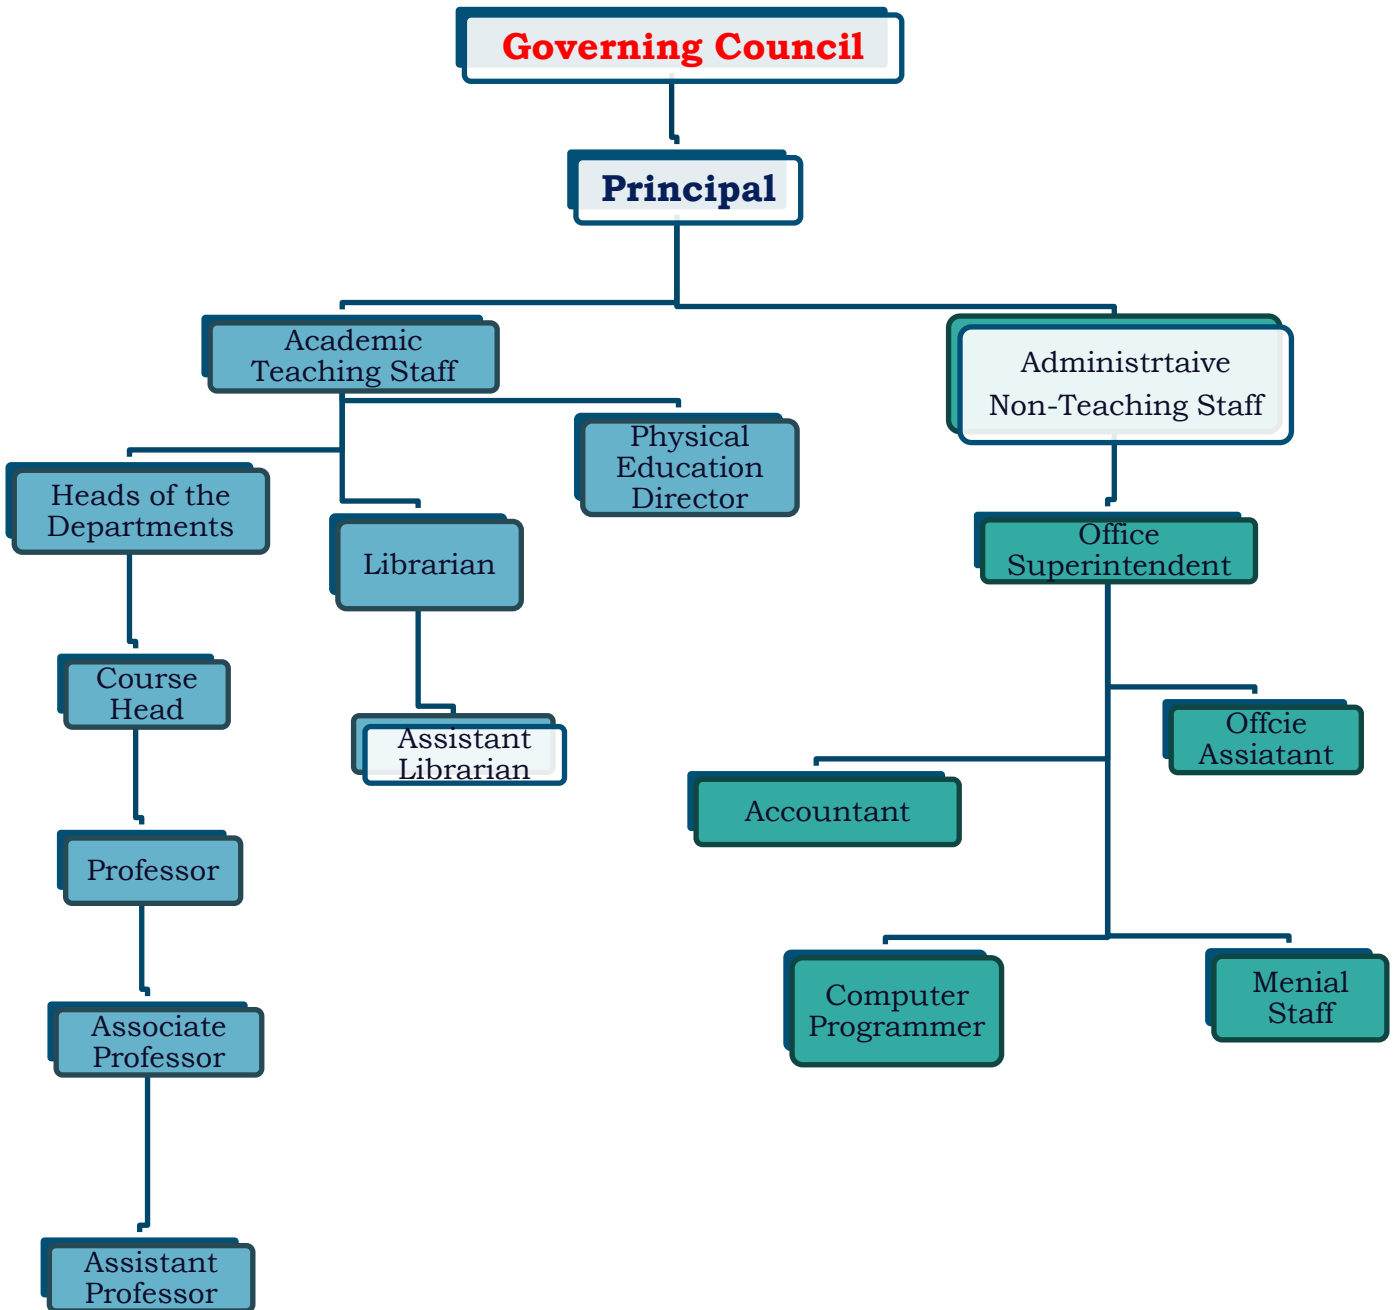 Governing Council
Principal
Academic
Teaching Staff
Administrtaive
Non-Teaching Staff
Physical
Education
Director
Heads of the
Departments
Librarian
Office
Superintendent
Course
Head
Assistant
Librarian
Offcie
Assiatant
Accountant
Professor
Computer
Programmer
Menial
Staff
Associate
Professor
Assistant
Professor